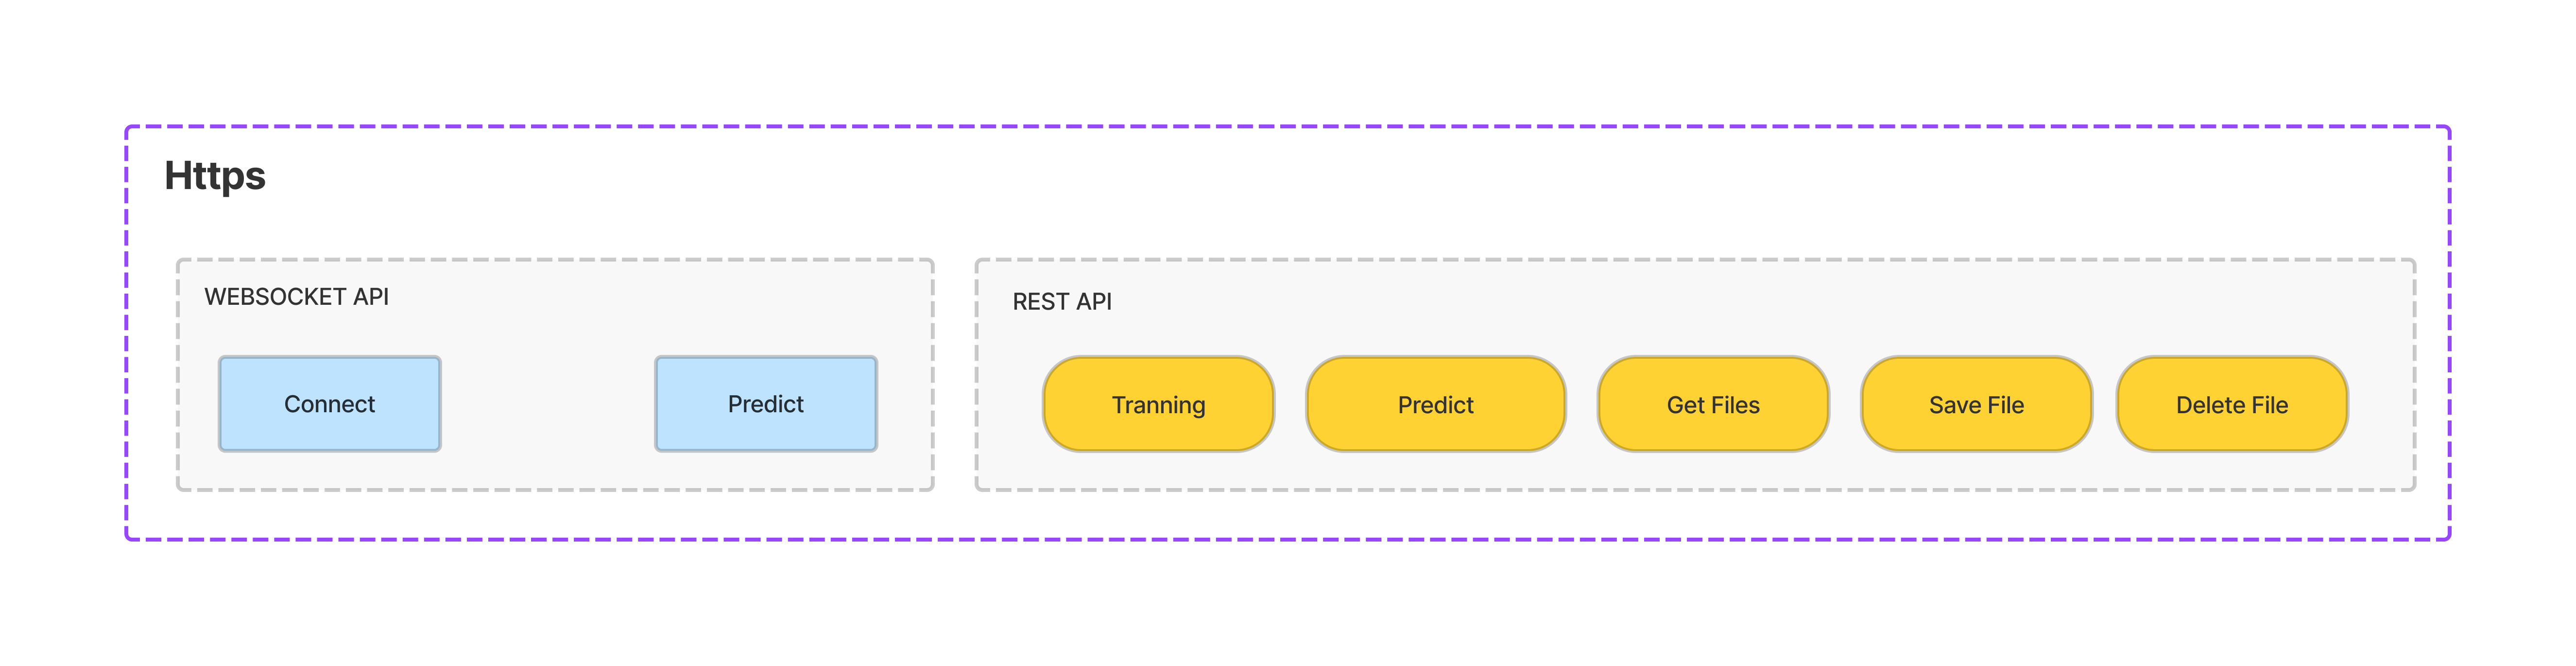 Https
WEBSOCKET API
Connect
Predict
REST API
Tranning
Predict
Get Files
Save File
Delete File